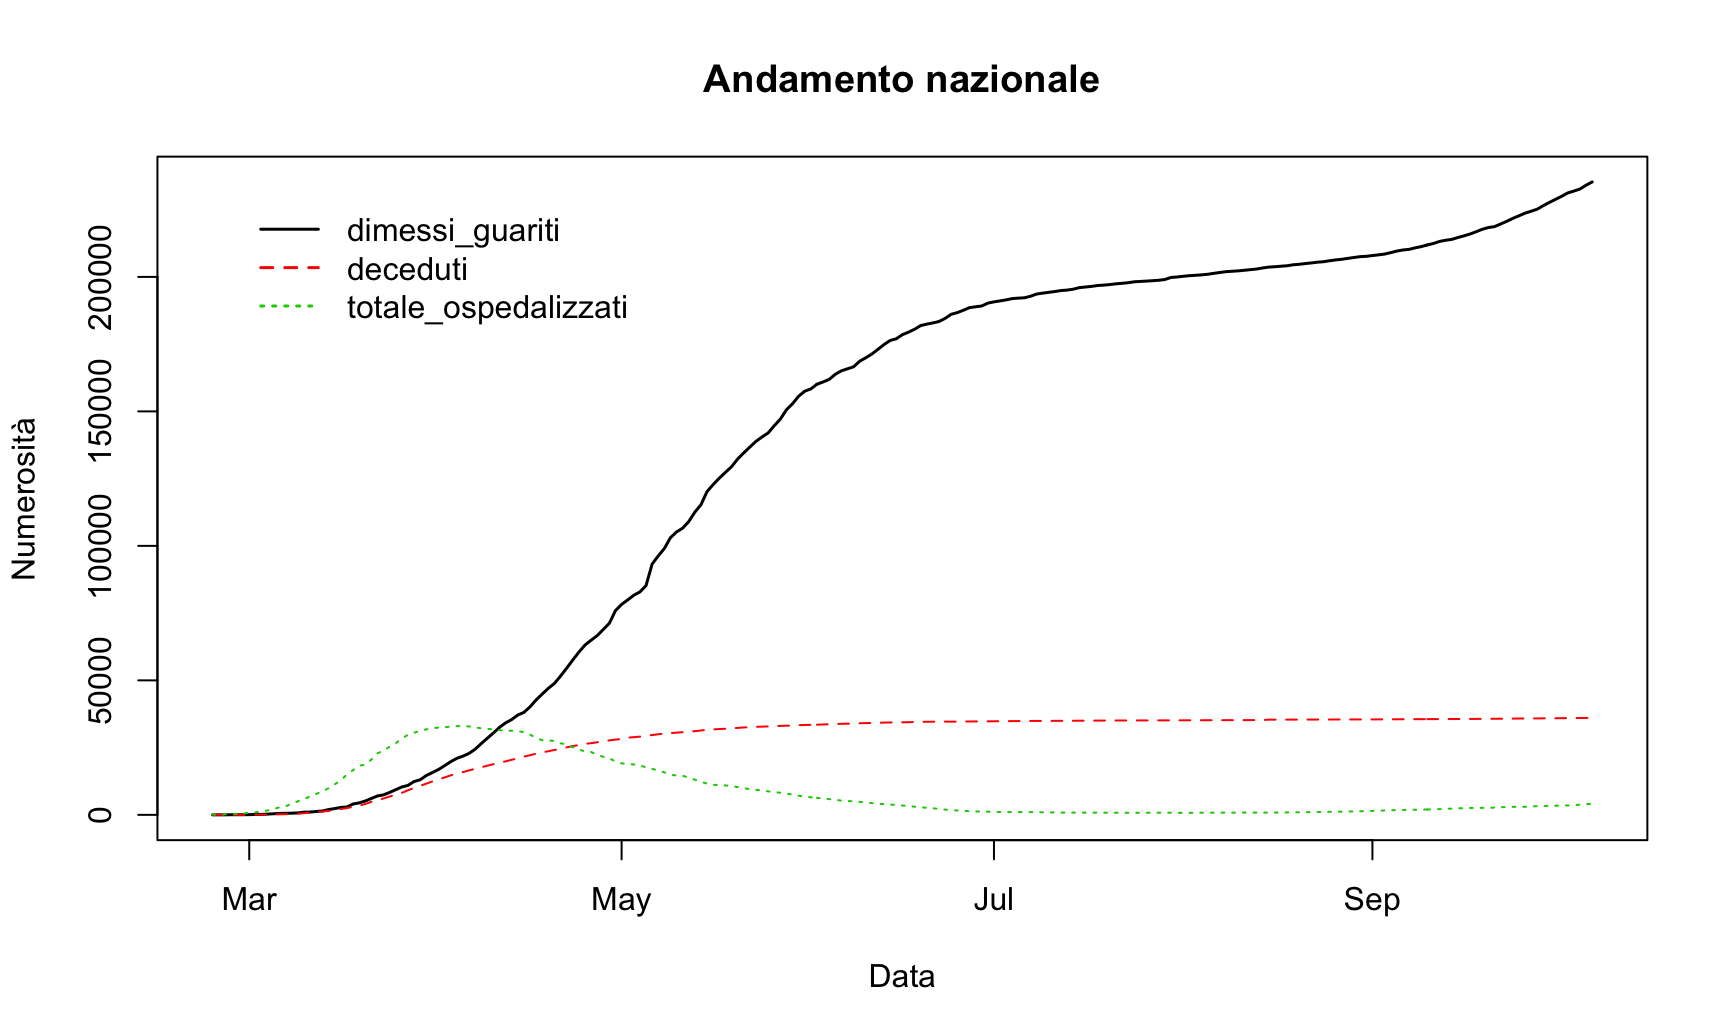 Andamento nazionale
dimessi_guariti
deceduti
totale_ospedalizzati
Numerosità
200000
150000
100000
50000
0
Mar May Jul Sep
Data